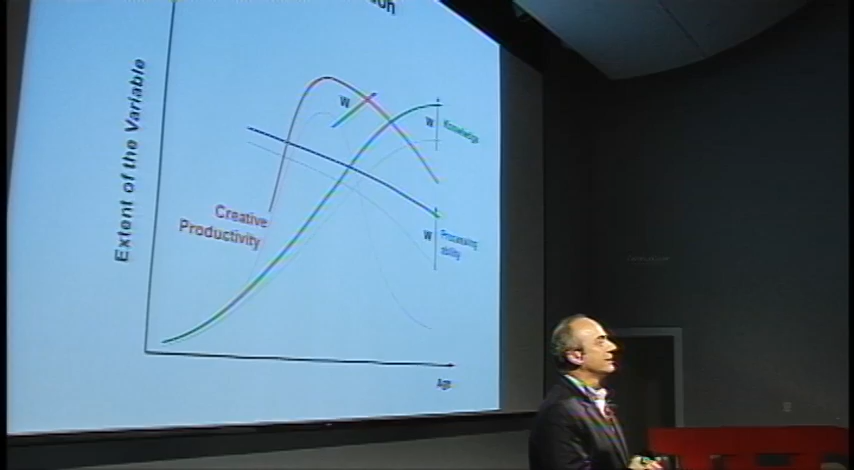 Extent of the Variable
W
W
Knowledge
Creative
Productivity
W
Processing
ability
Age